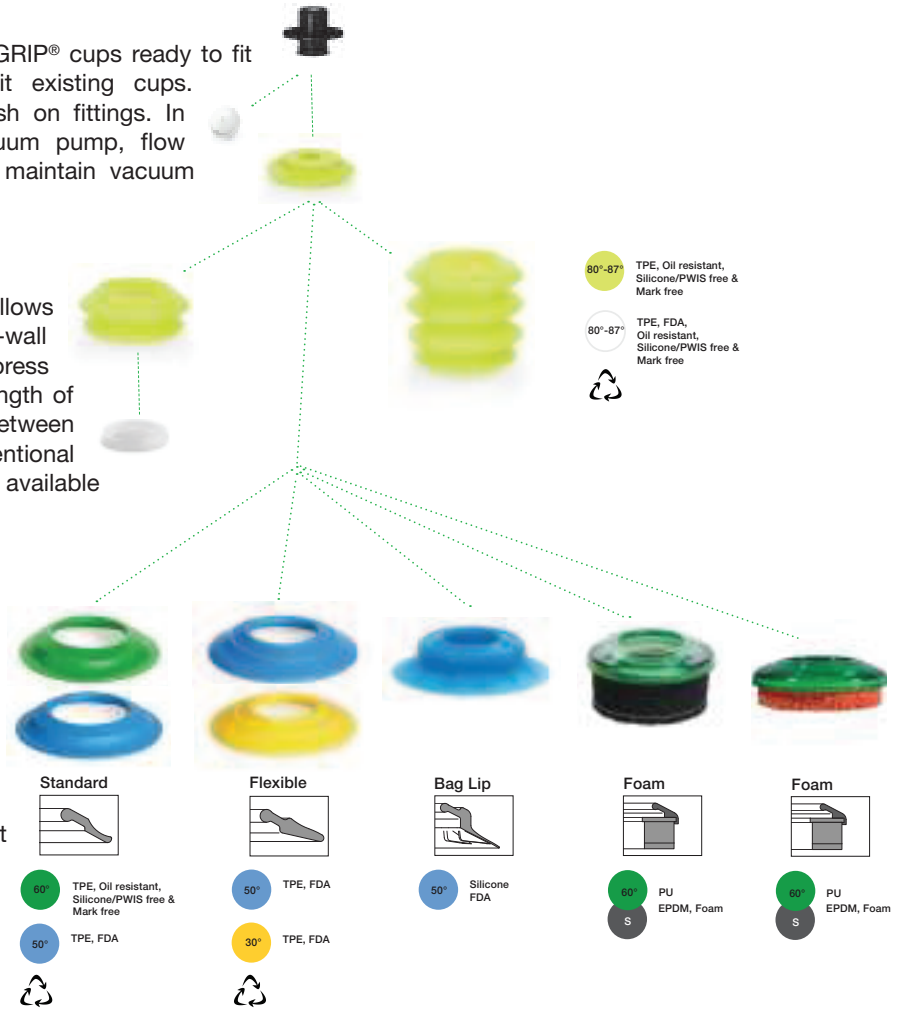 GRIP® cups ready to fit
it existing cups.
sh on fittings. In
uum pump, flow
maintain vacuum
llows
-wall
press
ngth of
etween
entional
available
80°-87°
TPE, Oil resistant,
Silicone/PWIS free &
Mark free
80°-87°
TPE, FDA,
Oil resistant,
Silicone/PWIS free &
Mark free
t
Standard
60°
TPE, Oil resistant,
Silicone/PWIS free &
Mark free
50°
TPE, FDA
Flexible
50°
TPE, FDA
30°
TPE, FDA
Bag Lip
50°
Silicone
FDA
Foam
60°
PU
S
EPDM, Foam
Foam
60°
PU
S
EPDM, Foam